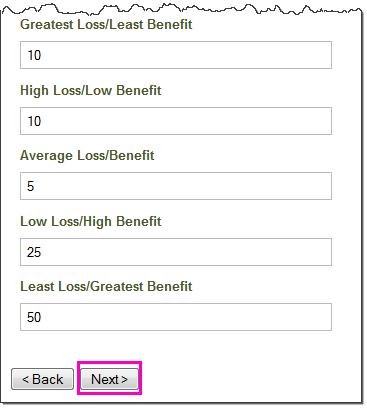 Greatest Loss/Least Benefit
10
High Loss/Low Benefit
10
Average Loss/Benefit
5
Low Loss/High Benefit
25
Least Loss/Greatest Benefit
50
< Back Next >